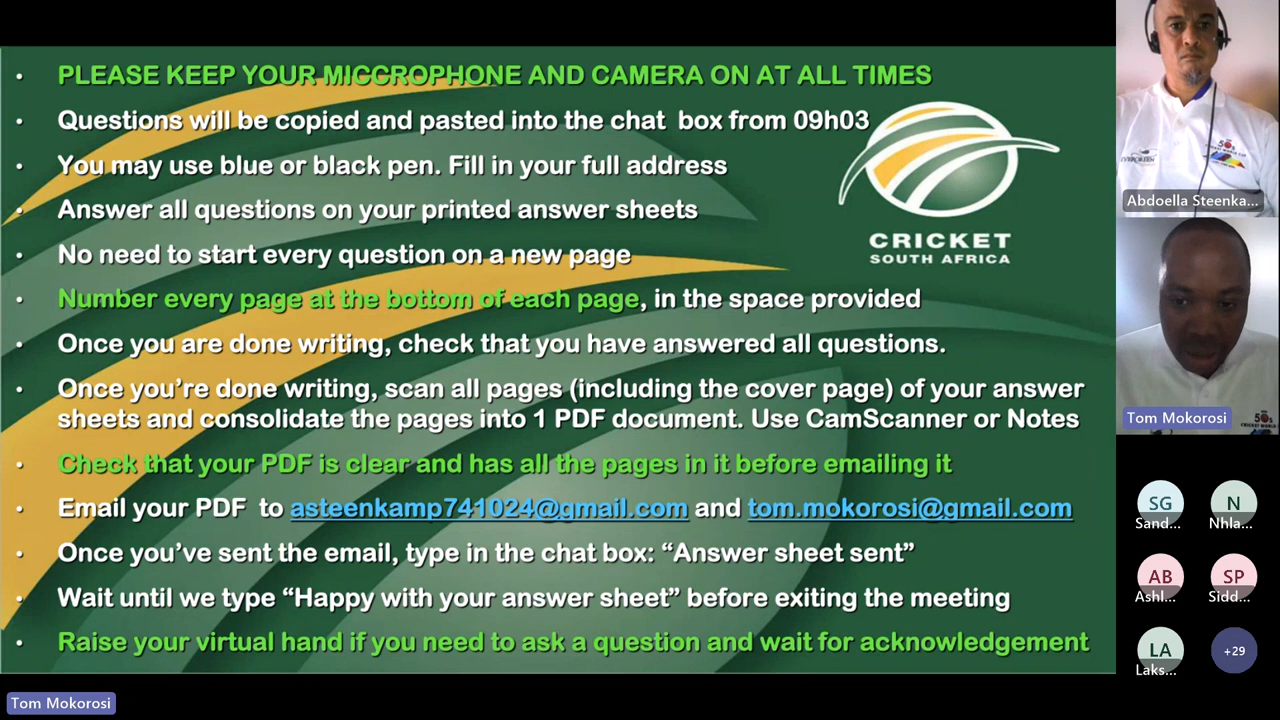 • PLEASE KEEP YOUR MICCROPHONE AND CAMERA ON AT ALL TIMES
• Questions will be copied and pasted into the chat box from 09h03
• You may use blue or black pen. Fill in your full address
• Answer all questions on your printed answer sheets
• No need to start every question on a new page
• Number every page at the bottom of each page, in the space provided
• Once you are done writing, check that you have answered all questions.
• Once you’re done writing, scan all pages (including the cover page) of your answer
sheets and consolidate the pages into 1 PDF document. Use CamScanner or Notes
• Check that your PDF is clear and has all the pages in it before emailing it
• Email your PDF to asteenkamp741024@gmail.com and tom.mokorosi@gmail.com
• Once you’ve sent the email, type in the chat box: “Answer sheet sent”
• Wait until we type “Happy with your answer sheet” before exiting the meeting
• Raise your virtual hand if you need to ask a question and wait for acknowledgement
CRICKET
SOUTH AFRICA
EVERGREEN
50s
CRICKET WORLD CUP
Abdoella Steenka...
50s
CRICKET WORLD
Tom Mokorosi
SG
Sand...
N
Nhla...
AB
Ashl...
SP
Sidd...
LA
Laks...
+29
Tom Mokorosi